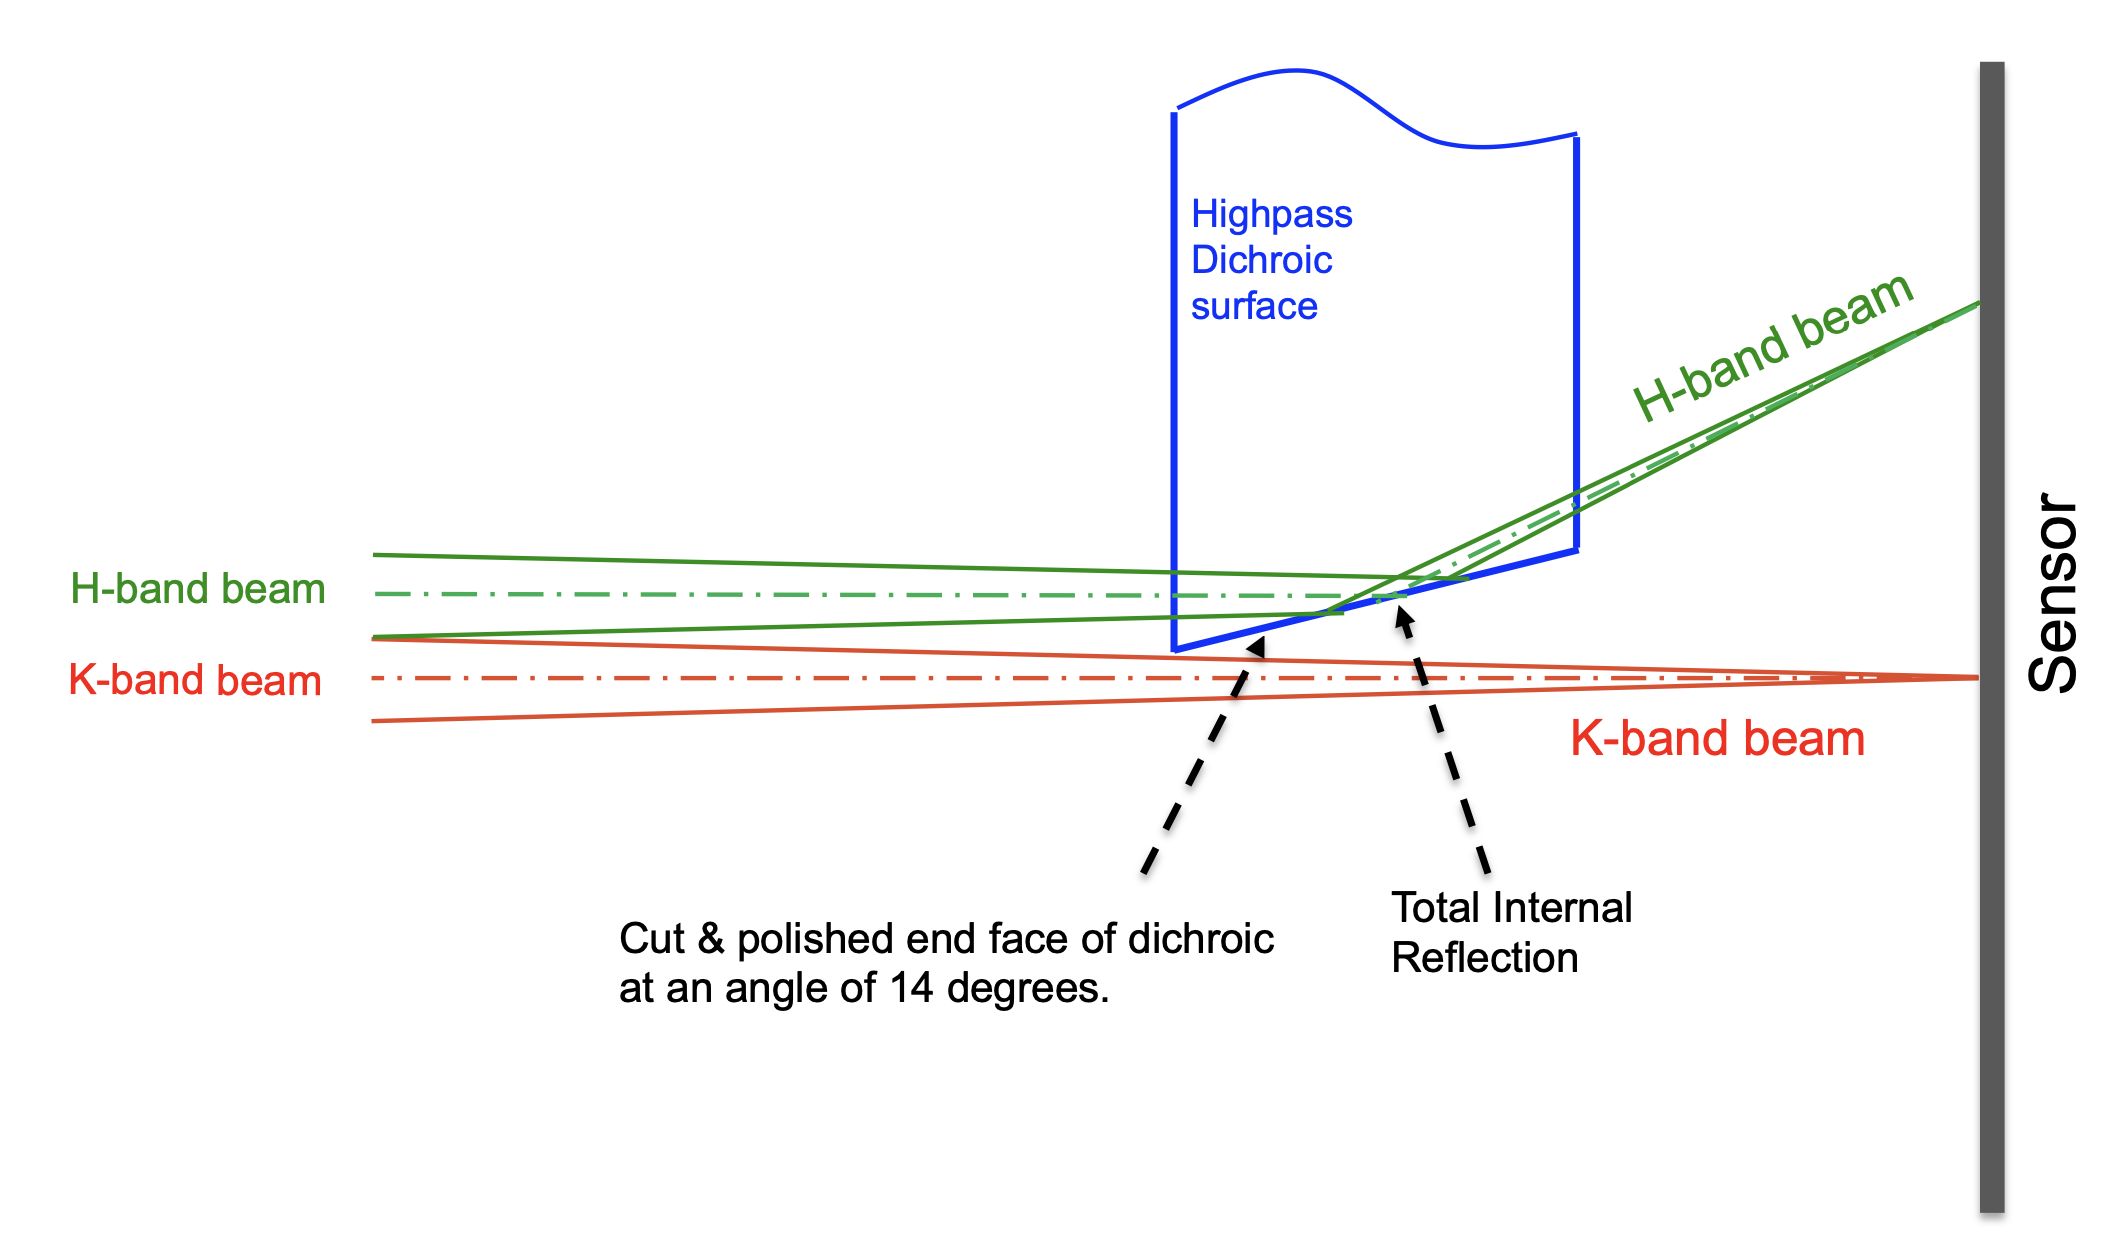 Highpass
Dichroic
surface
H-band beam
H-band beam
K-band beam
K-band beam
Sensor
Cut & polished end face of dichroic
at an angle of 14 degrees.
Total Internal
Reflection